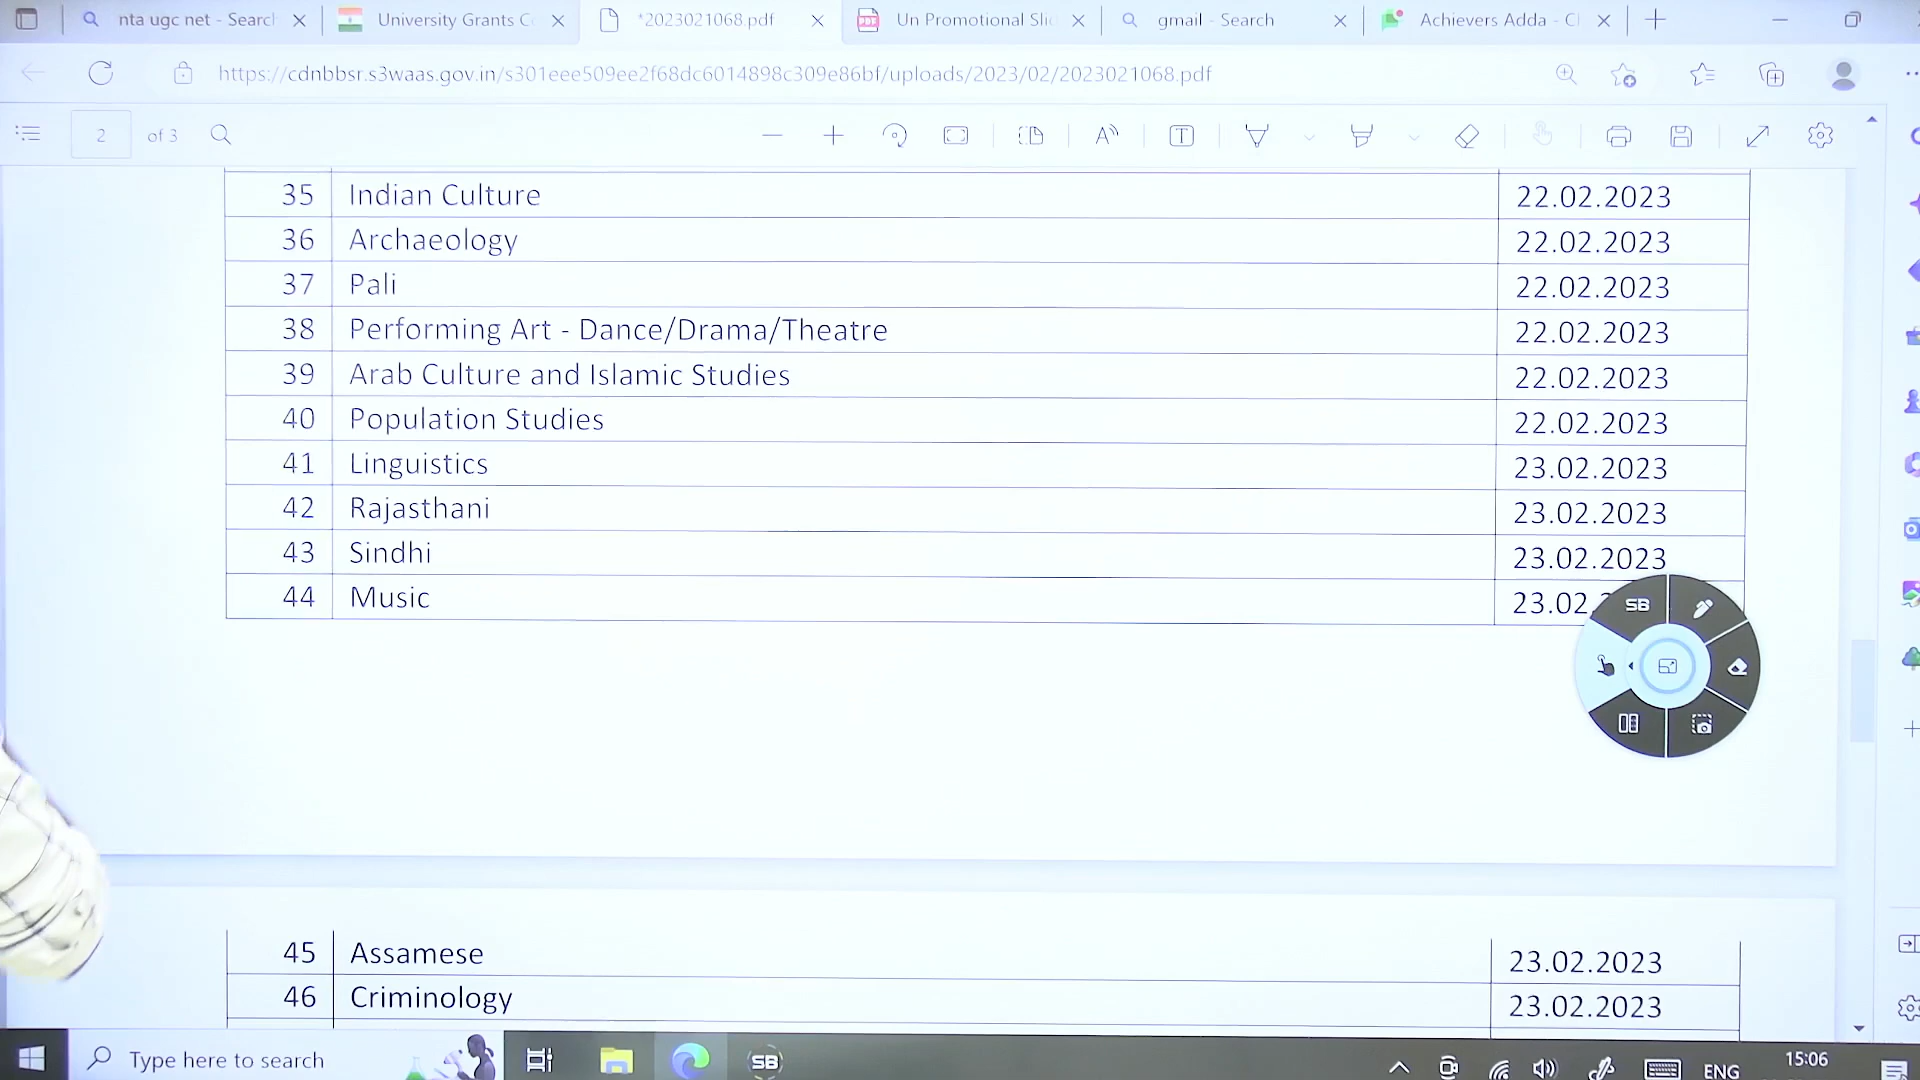 nta ugc net - Search
University Grants C
*2023021068.pdf
Un Promotional Slid
gmail - Search
Achievers Adda - C
https://cdnbbsr.s3waas.gov.in/s301eee509ee2f68dc6014898c309e86bf/uploads/2023/02/2023021068.pdf
2 of 3
35 Indian Culture 22.02.2023
36 Archaeology 22.02.2023
37 Pali 22.02.2023
38 Performing Art - Dance/Drama/Theatre 22.02.2023
39 Arab Culture and Islamic Studies 22.02.2023
40 Population Studies 22.02.2023
41 Linguistics 23.02.2023
42 Rajasthani 23.02.2023
43 Sindhi 23.02.2023
44 Music 23.02.
SB
45 Assamese 23.02.2023
46 Criminology 23.02.2023
Type here to search
SB
ENG
15:06